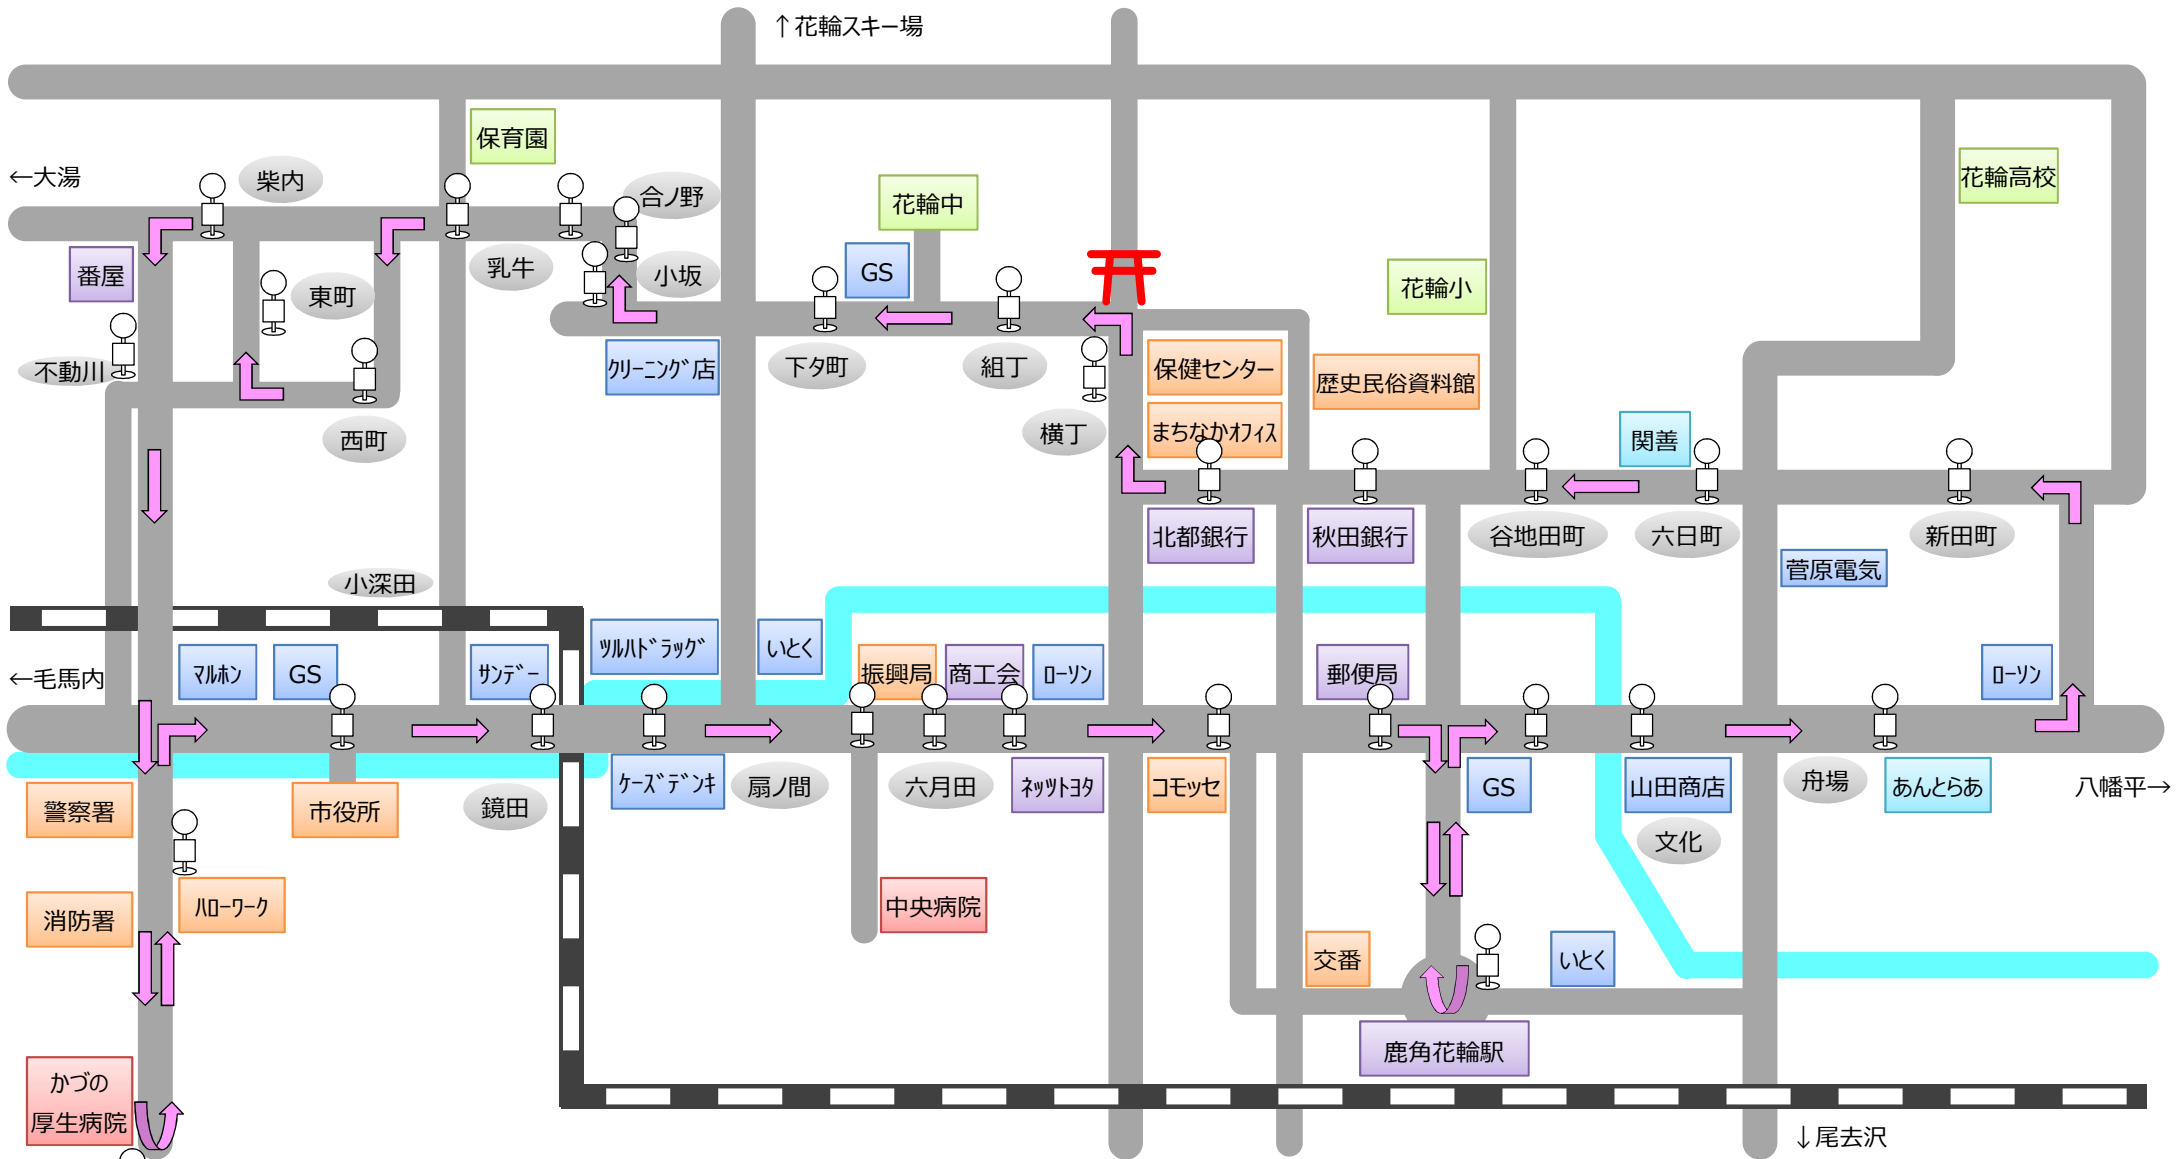 ↑花輪スキー場
保育園
←大湯
柴内
合ノ野
花輪中
花輪高校
番屋
東町
乳牛
小坂
GS
花輪小
不動川
西町
クリーニング店
下タ町
組丁
横丁
保健センター
歴史民俗資料館
まちなかオフィス
関善
北都銀行
秋田銀行
谷地田町
六日町
新田町
小深田
菅原電気
←毛馬内
マルホン
GS
サンデー
ツルハドラッグ
いとく
振興局
商工会
ローソン
郵便局
ローソン
警察署
市役所
鏡田
ケーズデンキ
扇ノ間
六月田
ネッツトヨタ
コモッセ
GS
山田商店
舟場
あんとらあ
八幡平→
文化
消防署
ハローワーク
中央病院
交番
いとく
鹿角花輪駅
かづの
厚生病院
↓尾去沢